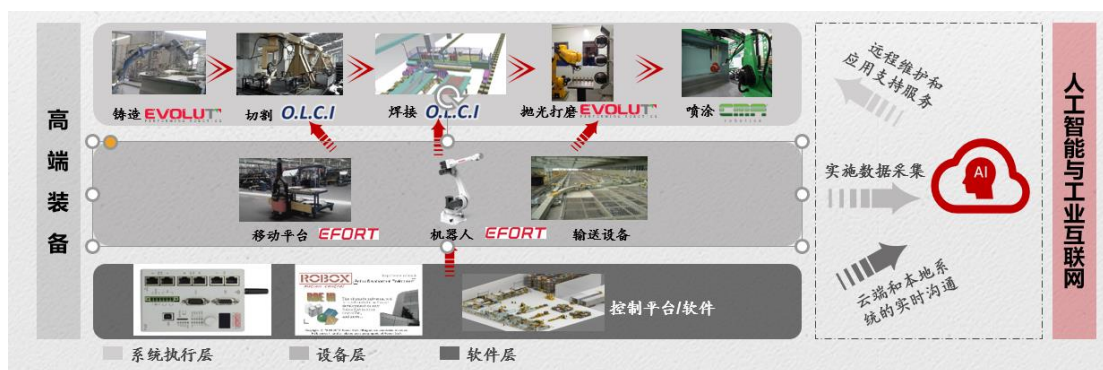 高端装备
铸造 EVOLUT
PERFORMING ROBOTICS
切割 O.L.C.I
焊接 O.L.C.I
抛光打磨 EVOLUT
喷涂 CMA
移动平台 EFORT
机器人 EFORT
输送设备
ROBOX
控制平台/软件
系统执行层
设备层
软件层
远程维护和
应用支持服务
实施数据采集
AI
云端和本地系
统的实时沟通
人工智能与工业互联网